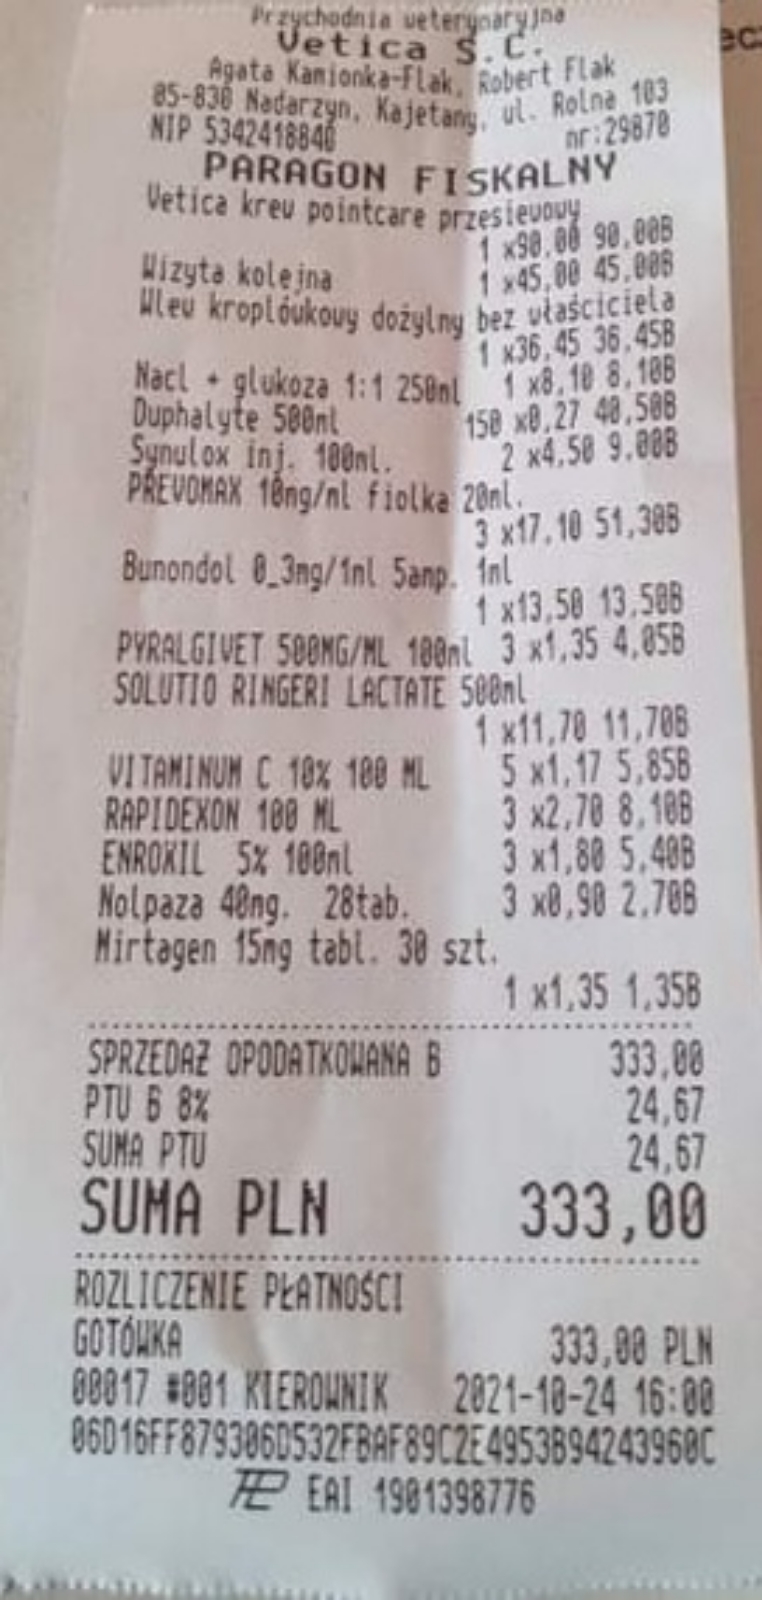 Przychodnia weterynaryjna
Vetica S.C.
Agata Kamionka-Flak, Robert Flak
05-830 Nadarzyn, Kajetany, ul. Rolna 103
NIP 5342418840 nr:29870
PARAGON FISKALNY
Vetica krew pointcare przesiewowy
1 x90,00 90,00B
Wizyta kolejna 1 x45,00 45,00B
Wlew kroplówkowy dożylny bez właściciela
1 x36,45 36,45B
Nacl + glukoza 1:1 250ml 1 x8,10 8,10B
Duphalyte 500ml 150 x0,27 40,50B
Synulox inj. 100ml. 2 x4,50 9,00B
PREVOMAX 10mg/ml fiolka 20ml.
3 x17,10 51,30B
Bunondol 0_3mg/1ml 5amp. 1ml
1 x13,50 13,50B
PYRALGIVET 500MG/ML 100ml 3 x1,35 4,05B
SOLUTIO RINGERI LACTATE 500ml
1 x11,70 11,70B
VITAMINUM C 10% 100 ML 5 x1,17 5,85B
RAPIDEXON 100 ML 3 x2,70 8,10B
ENROXIL 5% 100ml 3 x1,80 5,40B
Nolpaza 40mg. 28tab. 3 x0,90 2,70B
Mirtagen 15mg tabl. 30 szt.
1 x1,35 1,35B
SPRZEDAŻ OPODATKOWANA B 333,00
PTU B 8% 24,67
SUMA PTU 24,67
SUMA PLN 333,00
ROZLICZENIE PŁATNOŚCI
GOTÓWKA 333,00 PLN
00017 #001 KIEROWNIK 2021-10-24 16:00
06D16FF879306D532FBAF89C2E4953B94243960C
EAI 1901398776